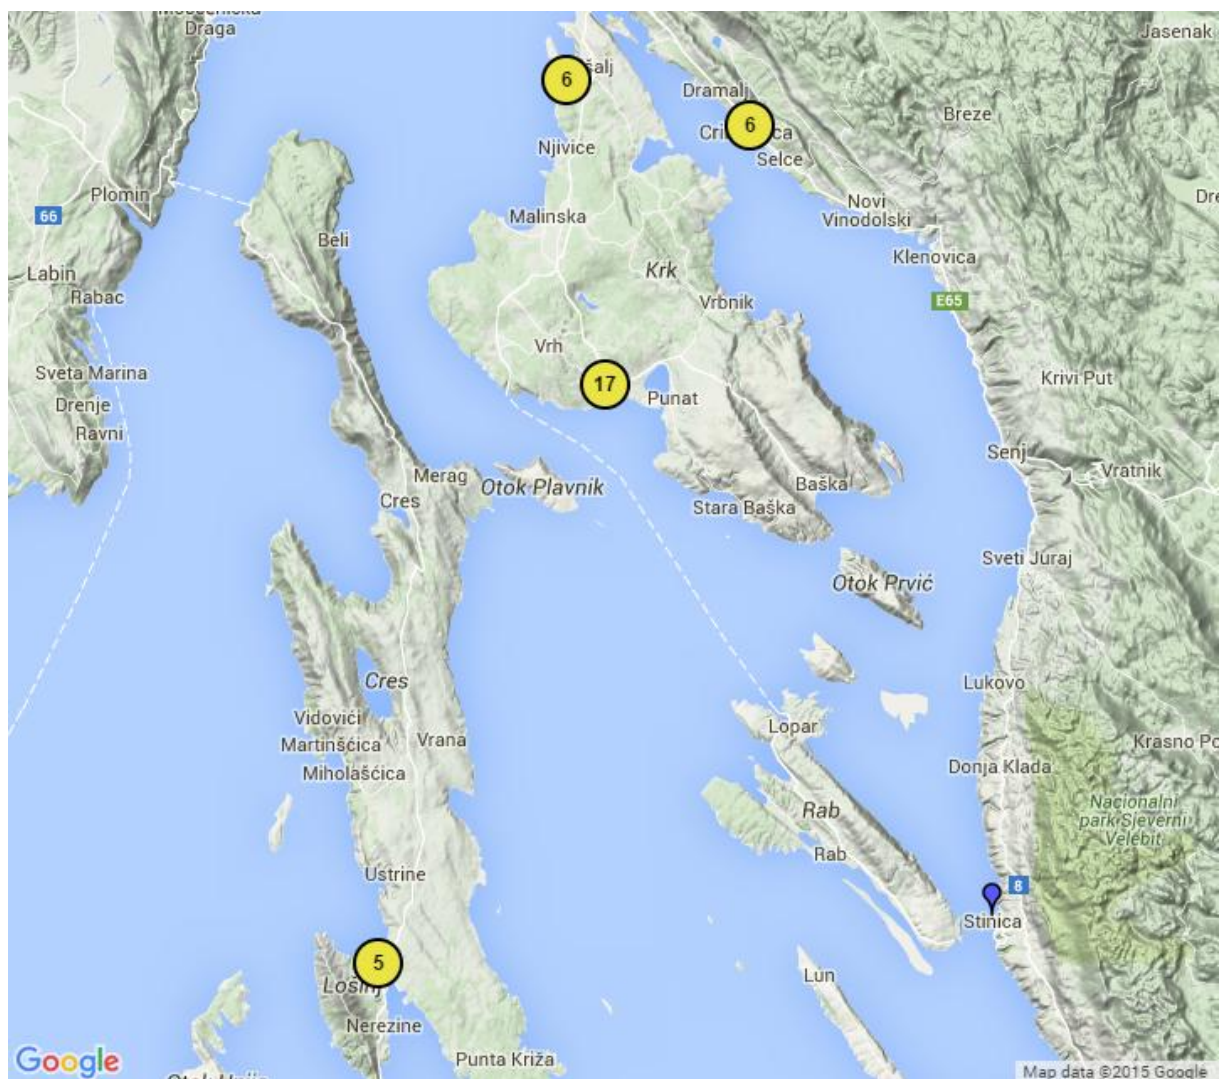 Draga
Jasenak
6
Dramalj
Breze
6
Njivice
Selce
Plomin
66
Malinska
Novi
Vinodolski
Beli
Klenovica
Labin
Krk
Rabac
Vrbnik
E65
Vrh
Sveta Marina
17
Krivi Put
Drenje
Punat
Ravni
Senj
Merag
Vratnik
Otok Plavnik
Baška
Cres
Stara Baška
Sveti Juraj
Otok Prvić
Cres
Lukovo
Vidovići
Lopar
Martinšćica
Vrana
Krasno Po
Miholašćica
Donja Klada
Nacionalni
park Sjeverni
Velebit
Rab
Rab
Ustrine
8
Stinica
5
Lun
Lošinj
Nerezine
Google
Punta Križa
Map data ©2015 Google